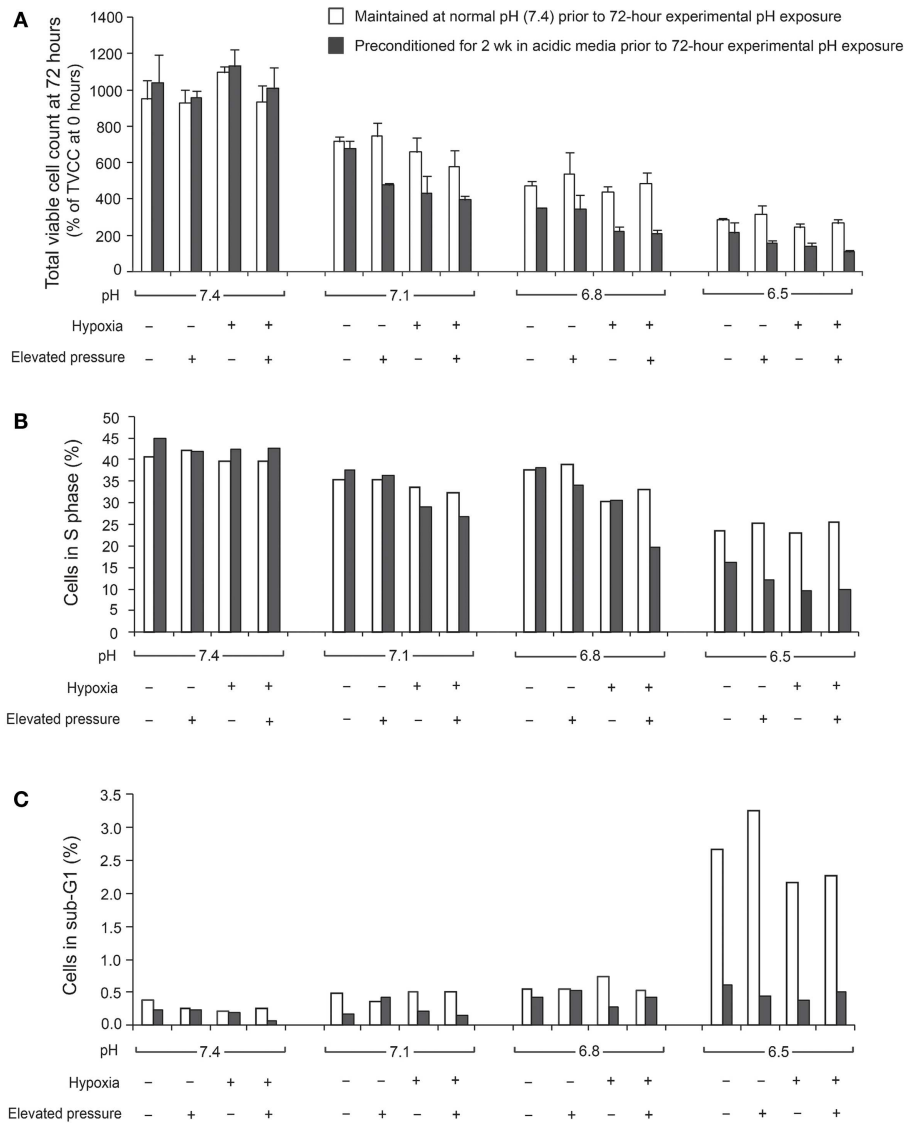 A
Maintained at normal pH (7.4) prior to 72-hour experimental pH exposure
Preconditioned for 2 wk in acidic media prior to 72-hour experimental pH exposure
Total viable cell count at 72 hours
(% of TVCC at 0 hours)
1400
1200
1000
800
600
400
200
0
pH 7.4 7.1 6.8 6.5
Hypoxia – – + + – – + + – – + + – – + +
Elevated pressure – + – + – + – + – + – + – + – +
B
Cells in S phase (%)
50
45
40
35
30
25
20
15
10
5
0
pH 7.4 7.1 6.8 6.5
Hypoxia – – + + – – + + – – + + – – + +
Elevated pressure – + – + – + – + – + – + – + – +
C
Cells in sub-G1 (%)
3.5
3.0
2.5
2.0
1.5
1.0
0.5
0.0
pH 7.4 7.1 6.8 6.5
Hypoxia – – + + – – + + – – + + – – + +
Elevated pressure – + – + – + – + – + – + – + – +